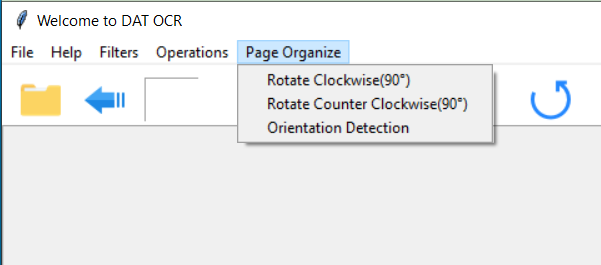 Welcome to DAT OCR
File Help Filters Operations Page Organize
Rotate Clockwise(90°)
Rotate Counter Clockwise(90°)
Orientation Detection